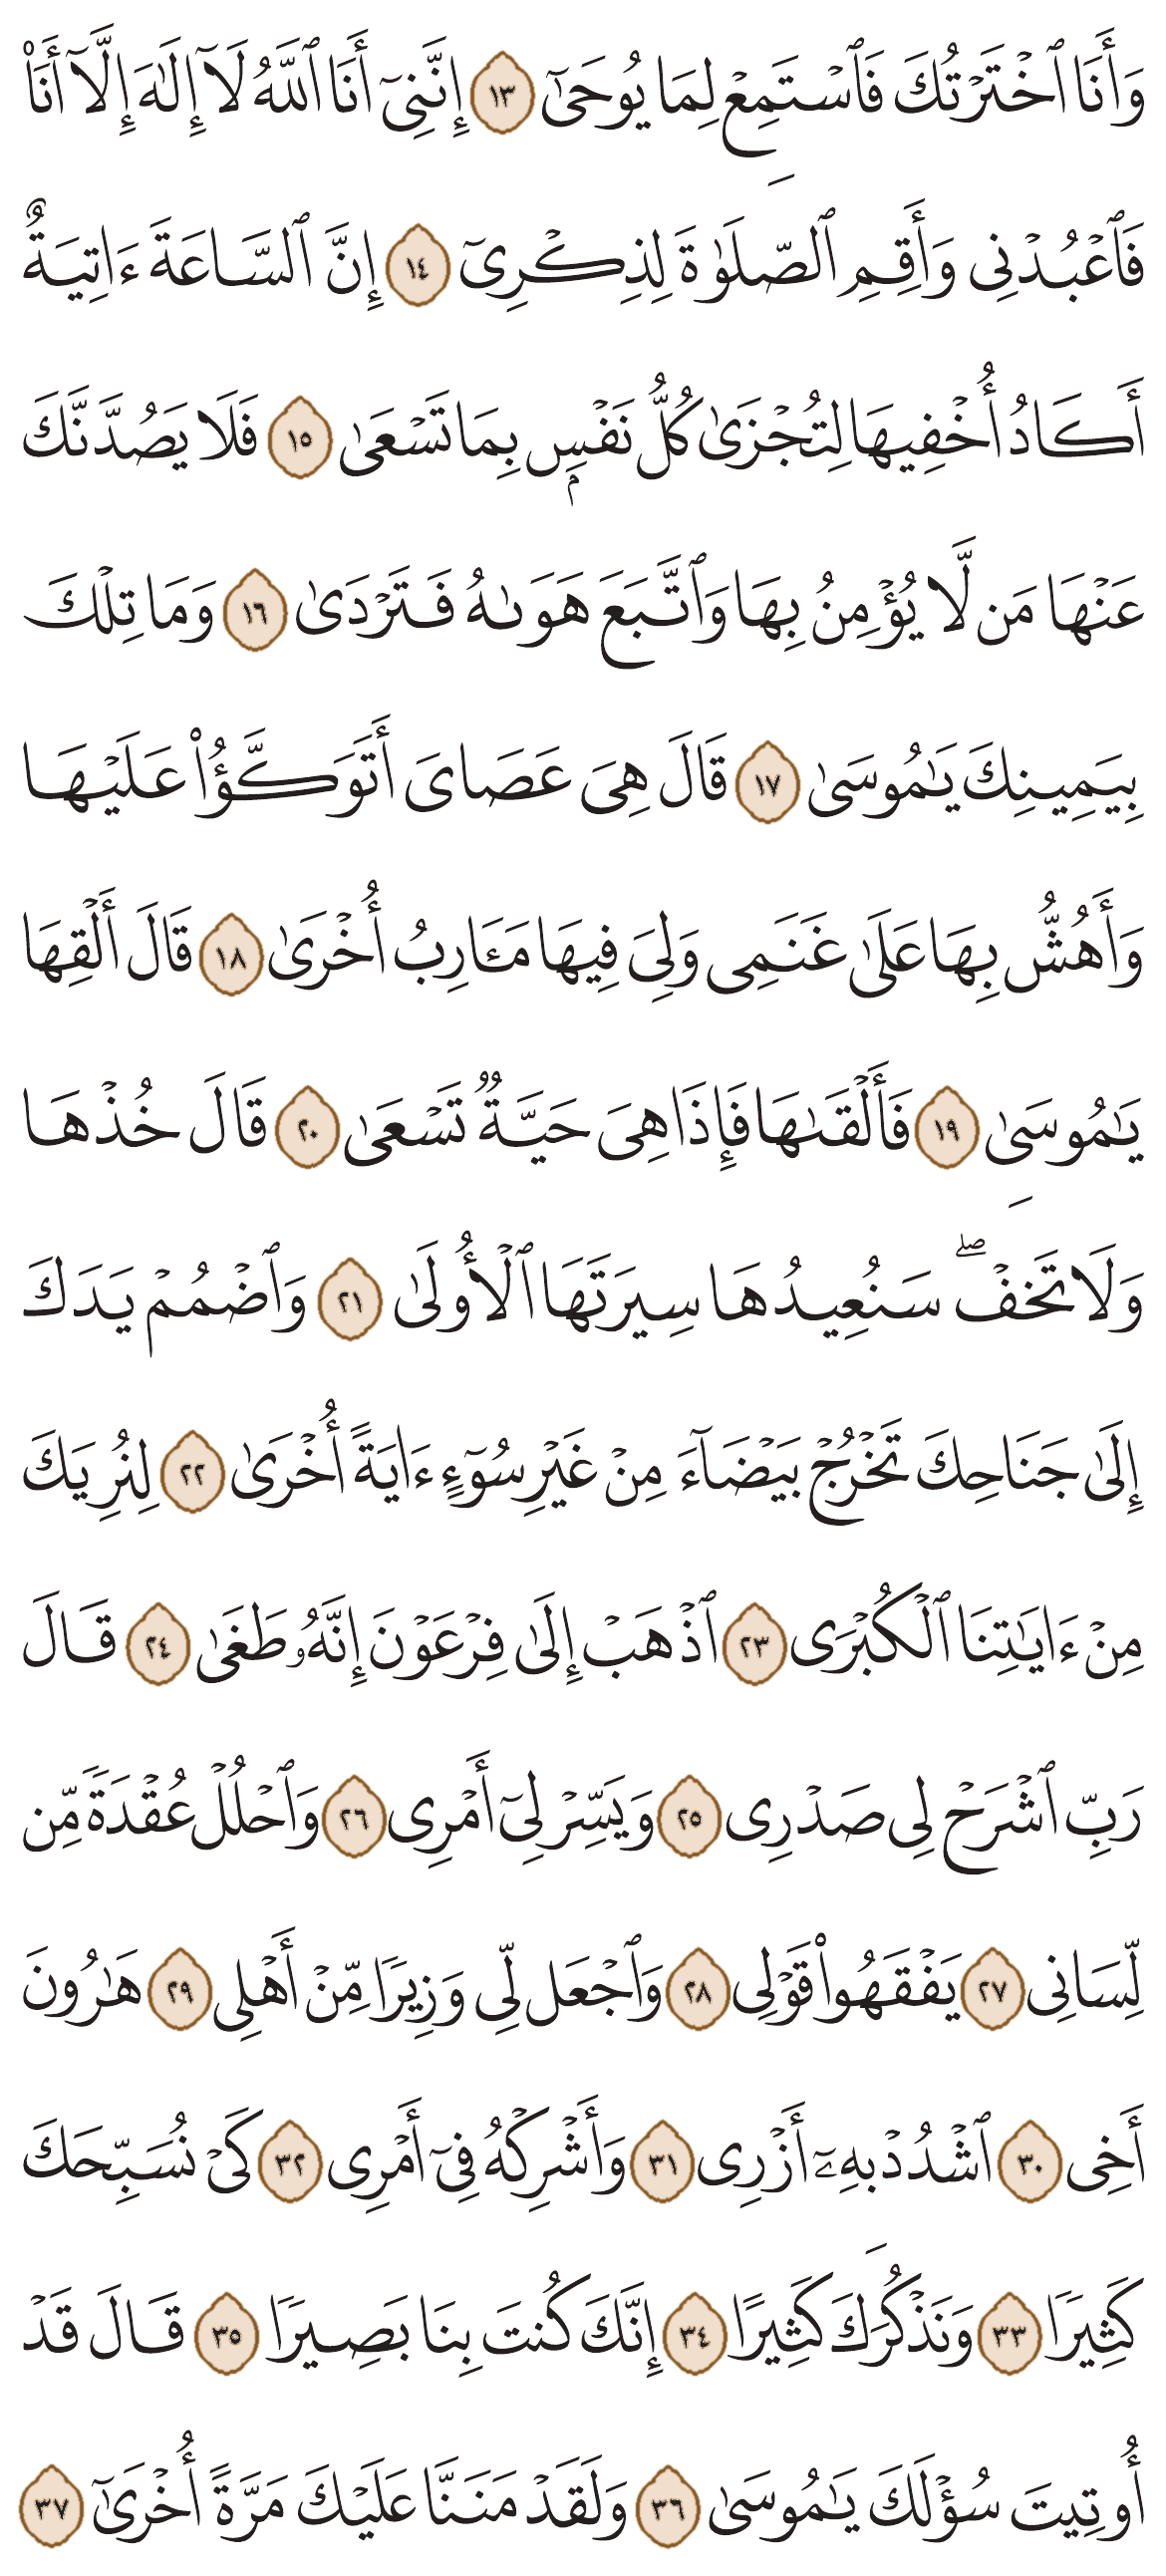 وَأَنَا ٱخْتَرْتُكَ فَٱسْتَمِعْ لِمَا يُوحَىٰٓ ١٣ إِنَّنِىٓ أَنَا ٱللَّهُ لَآ إِلَٰهَ إِلَّآ أَنَا۠
فَٱعْبُدْنِى وَأَقِمِ ٱلصَّلَوٰةَ لِذِكْرِىٓ ١٤ إِنَّ ٱلسَّاعَةَ ءَاتِيَةٌ
أَكَادُ أُخْفِيهَا لِتُجْزَىٰ كُلُّ نَفْسٍۭ بِمَا تَسْعَىٰ ١٥ فَلَا يَصُدَّنَّكَ
عَنْهَا مَن لَّا يُؤْمِنُ بِهَا وَٱتَّبَعَ هَوَىٰهُ فَتَرْدَىٰ ١٦ وَمَا تِلْكَ
بِيَمِينِكَ يَٰمُوسَىٰ ١٧ قَالَ هِىَ عَصَاىَ أَتَوَكَّؤُا۟ عَلَيْهَا
وَأَهُشُّ بِهَا عَلَىٰ غَنَمِى وَلِىَ فِيهَا مَـَٔارِبُ أُخْرَىٰ ١٨ قَالَ أَلْقِهَا
يَٰمُوسَىٰ ١٩ فَأَلْقَىٰهَا فَإِذَا هِىَ حَيَّةٌ تَسْعَىٰ ٢٠ قَالَ خُذْهَا
وَلَا تَخَفْ ۖ سَنُعِيدُهَا سِيرَتَهَا ٱلْأُولَىٰ ٢١ وَٱضْمُمْ يَدَكَ
إِلَىٰ جَنَاحِكَ تَخْرُجْ بَيْضَآءَ مِنْ غَيْرِ سُوٓءٍ ءَايَةً أُخْرَىٰ ٢٢ لِنُرِيَكَ
مِنْ ءَايَٰتِنَا ٱلْكُبْرَى ٢٣ ٱذْهَبْ إِلَىٰ فِرْعَوْنَ إِنَّهُۥ طَغَىٰ ٢٤ قَالَ
رَبِّ ٱشْرَحْ لِى صَدْرِى ٢٥ وَيَسِّرْ لِىٓ أَمْرِى ٢٦ وَٱحْلُلْ عُقْدَةً مِّن
لِّسَانِى ٢٧ يَفْقَهُوا۟ قَوْلِى ٢٨ وَٱجْعَل لِّى وَزِيرًا مِّنْ أَهْلِى ٢٩ هَٰرُونَ
أَخِى ٣٠ ٱشْدُدْ بِهِۦٓ أَزْرِى ٣١ وَأَشْرِكْهُ فِىٓ أَمْرِى ٣٢ كَىْ نُسَبِّحَكَ
كَثِيرًا ٣٣ وَنَذْكُرَكَ كَثِيرًا ٣٤ إِنَّكَ كُنتَ بِنَا بَصِيرًا ٣٥ قَالَ قَدْ
أُوتِيتَ سُؤْلَكَ يَٰمُوسَىٰ ٣٦ وَلَقَدْ مَنَنَّا عَلَيْكَ مَرَّةً أُخْرَىٰٓ ٣٧